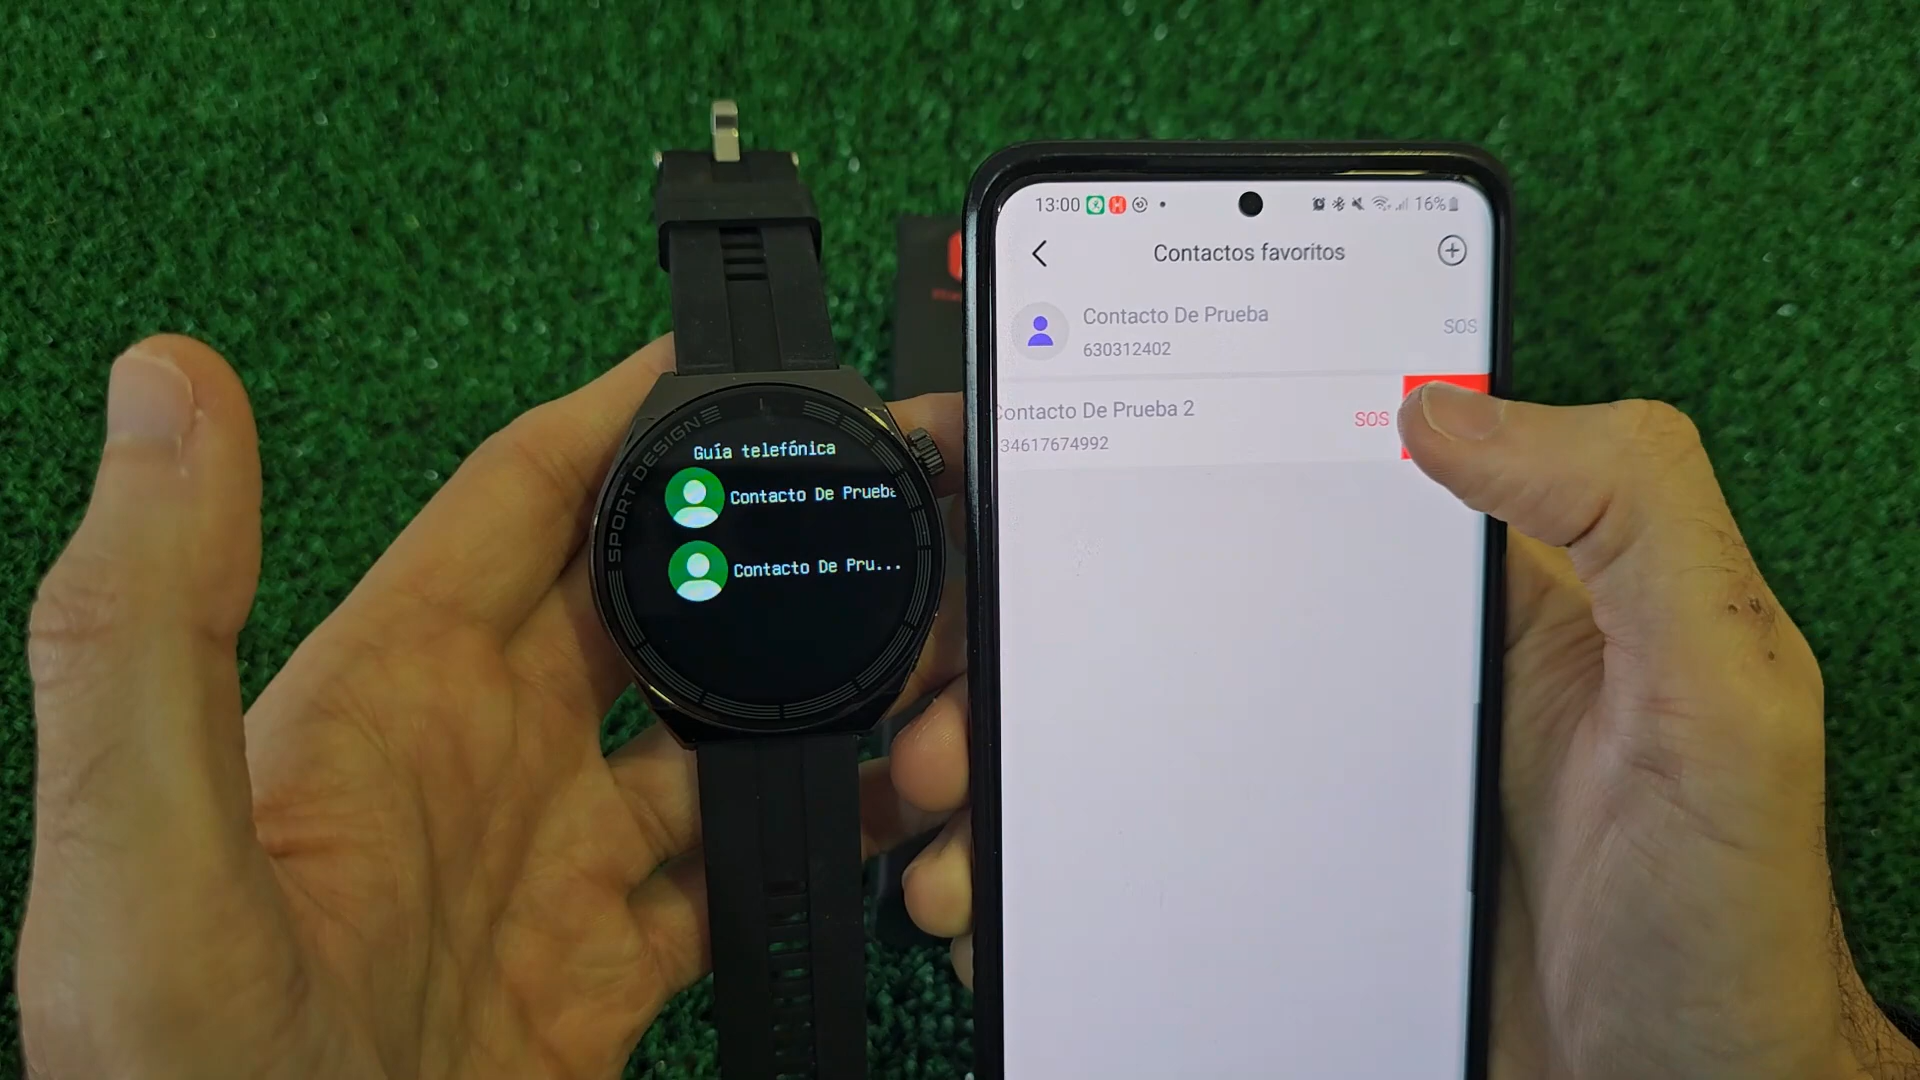 SPORT DESIGN
Guía telefónica
Contacto De Prueba
Contacto De Pru...
13:00
16%
Contactos favoritos
Contacto De Prueba
SOS
630312402
Contacto De Prueba 2
SOS
34617674992